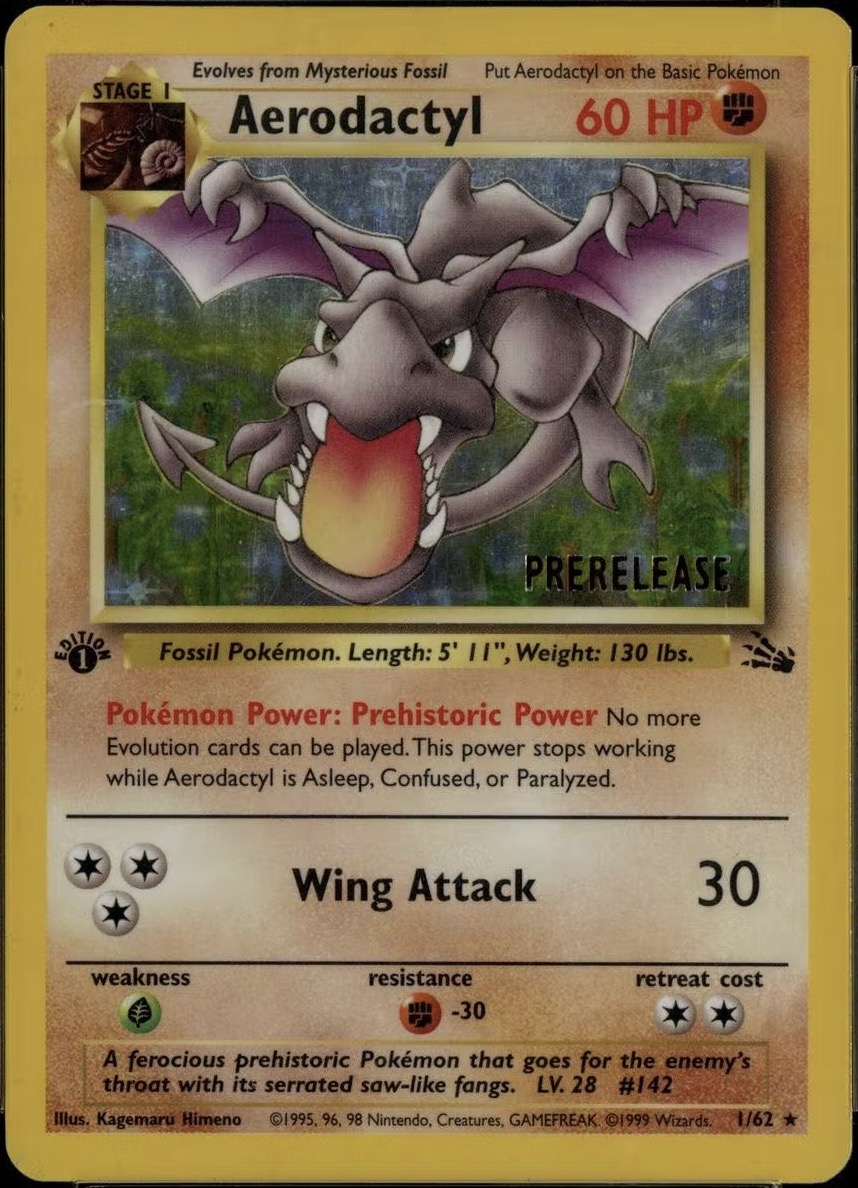 Evolves from Mysterious Fossil Put Aerodactyl on the Basic Pokémon
STAGE 1
Aerodactyl 60 HP
PRERELEASE
EDITION
1
Fossil Pokémon. Length: 5' 11", Weight: 130 lbs.
Pokémon Power: Prehistoric Power No more
Evolution cards can be played. This power stops working
while Aerodactyl is Asleep, Confused, or Paralyzed.
Wing Attack 30
weakness resistance retreat cost
-30
A ferocious prehistoric Pokémon that goes for the enemy's
throat with its serrated saw-like fangs. LV. 28 #142
Illus. Kagemaru Himeno ©1995, 96, 98 Nintendo, Creatures, GAMEFREAK. ©1999 Wizards. 1/62 ★